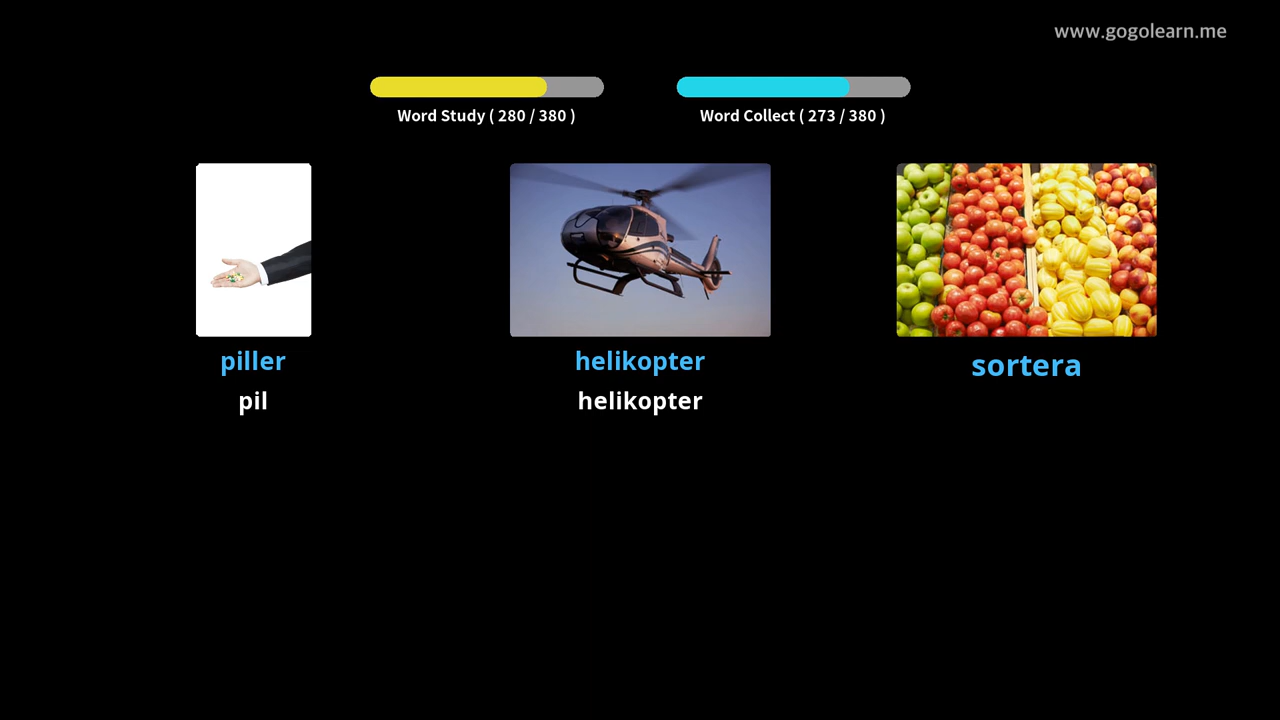 www.gogolearn.me
Word Study ( 280 / 380 )
Word Collect ( 273 / 380 )
piller
helikopter
sortera
pil
helikopter